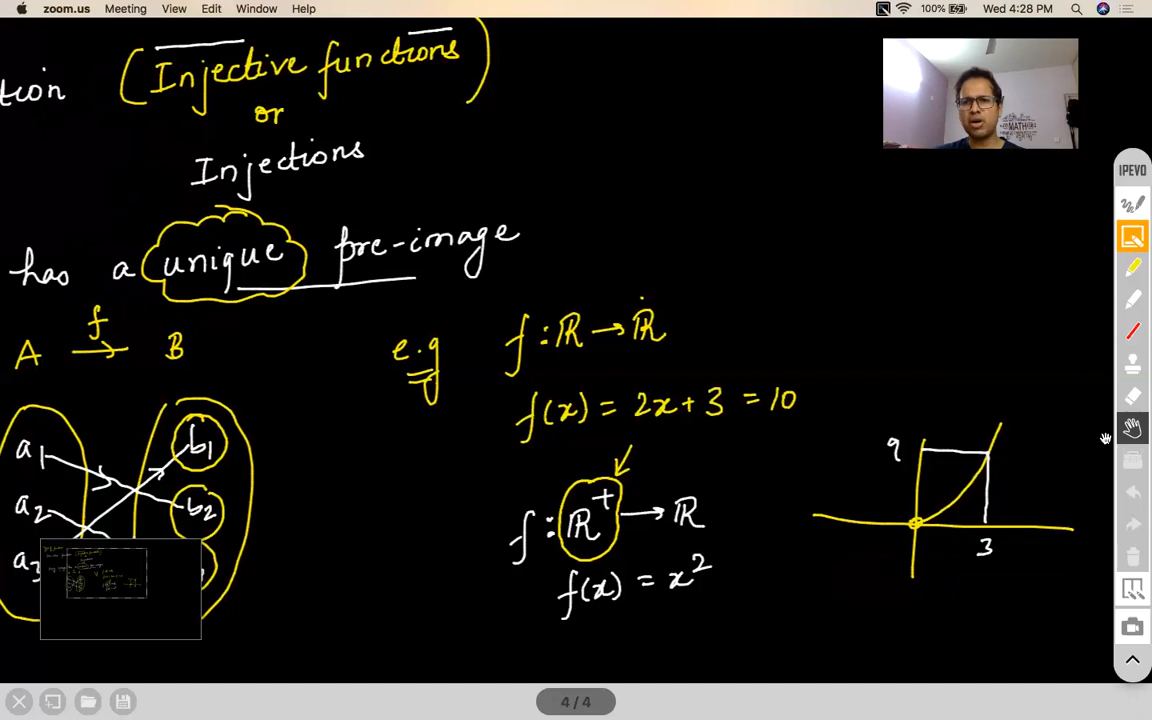 zoom.us Meeting View Edit Window Help
100% Wed 4:28 PM
tion (Injective functions)
or
Injections
has a unique pre-image
A f→ B
e.g f : ℝ → ℝ
f(x) = 2x + 3 = 10
f : ℝ⁺ → ℝ
f(x) = x²
a1
a2
a3
b1
b2
9
3
MATH
IPEVO
4 / 4